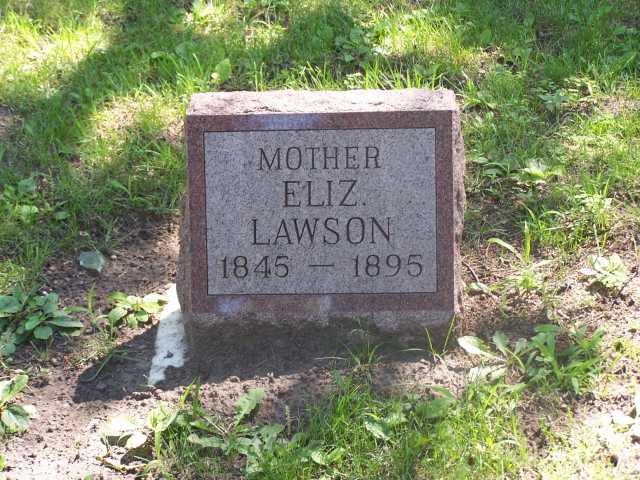 MOTHER
ELIZ.
LAWSON
1845 — 1895